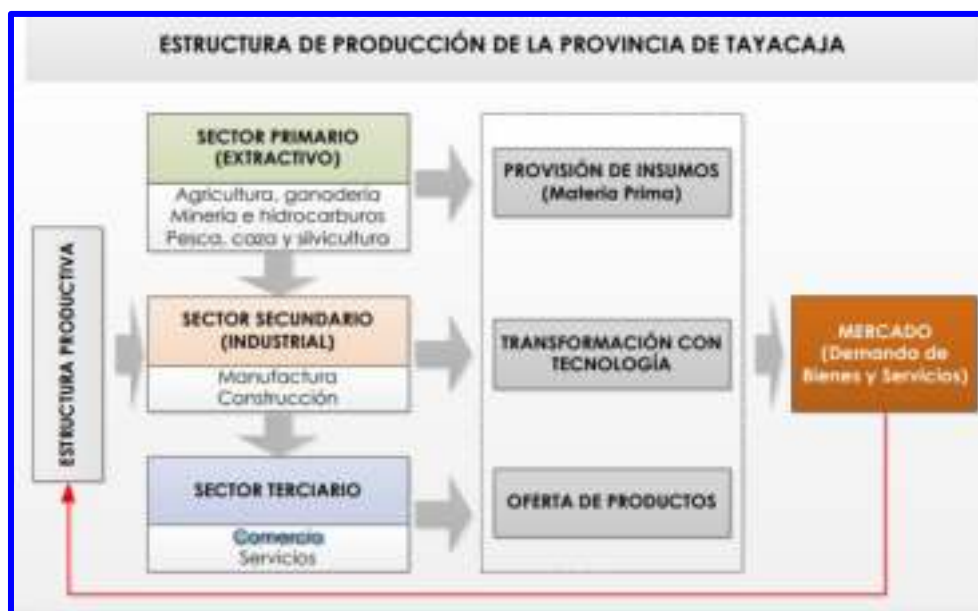 ESTRUCTURA DE PRODUCCIÓN DE LA PROVINCIA DE TAYACAJA
ESTRUCTURA PRODUCTIVA
SECTOR PRIMARIO
(EXTRACTIVO)
Agricultura, ganadería
Minería e hidrocarburos
Pesca, caza y silvicultura
SECTOR SECUNDARIO
(INDUSTRIAL)
Manufactura
Construcción
SECTOR TERCIARIO
Comercio
Servicios
PROVISIÓN DE INSUMOS
(Materia Prima)
TRANSFORMACIÓN CON
TECNOLOGÍA
OFERTA DE PRODUCTOS
MERCADO
(Demanda de
Bienes y Servicios)